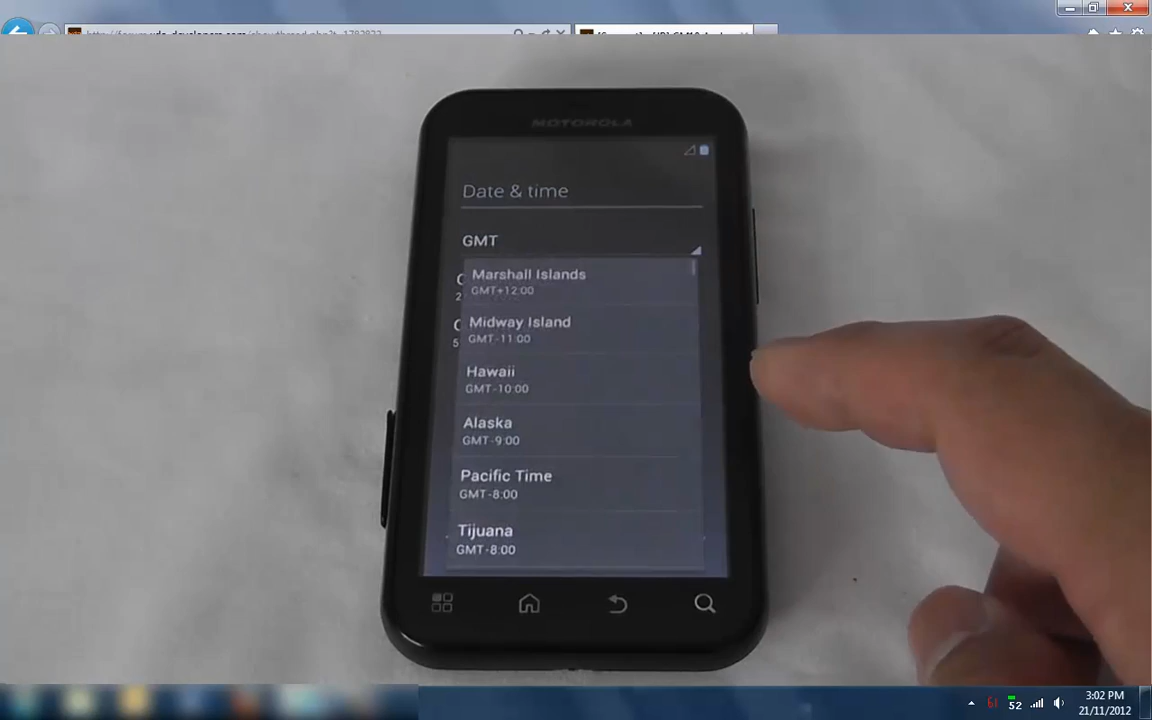 MOTOROLA
Date & time
GMT
Marshall Islands
GMT+12:00
Midway Island
GMT-11:00
Hawaii
GMT-10:00
Alaska
GMT-9:00
Pacific Time
GMT-8:00
Tijuana
GMT-8:00
61
52
3:02 PM
21/11/2012